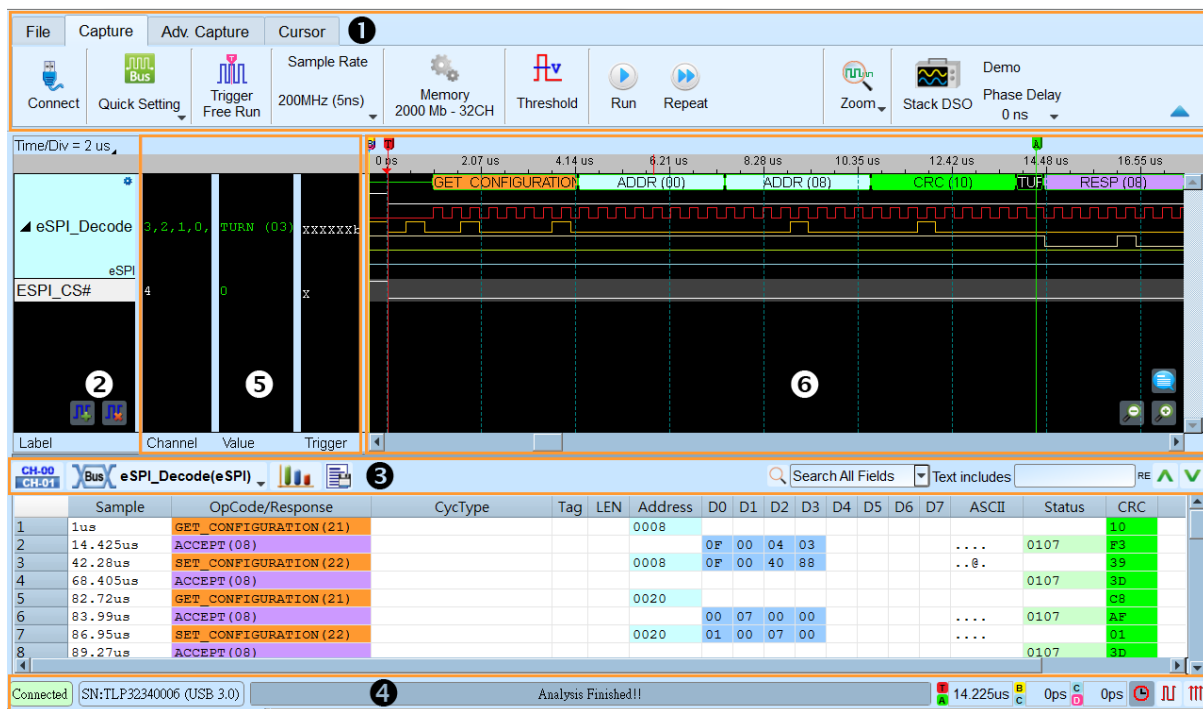 File Capture Adv. Capture Cursor 1
Connect
Bus
Quick Setting
T
Trigger
Free Run
Sample Rate
200MHz (5ns)
Memory
2000 Mb - 32CH
V
Threshold
Run
Repeat
Zoom
Stack DSO
Demo
Phase Delay
0 ns
Time/Div = 2 us
T A
0 ps 2.07 us 4.14 us 6.21 us 8.28 us 10.35 us 12.42 us 14.48 us 16.55 us
GET_CONFIGURATION ADDR (00) ADDR (08) CRC (10) TUR RESP (08)
eSPI_Decode 3,2,1,0, TURN (03) XXXXXXb
eSPI
ESPI_CS# 4 0 X
2 5 6
Label Channel Value Trigger
CH-00
CH-01
Bus eSPI_Decode(eSPI) 3 Search All Fields Text includes RE
Sample OpCode/Response CycType Tag LEN Address D0 D1 D2 D3 D4 D5 D6 D7 ASCII Status CRC
1 1us GET_CONFIGURATION(21) 0008 10
2 14.425us ACCEPT(08) 0F 00 04 03 .... 0107 F3
3 42.28us SET_CONFIGURATION(22) 0008 0F 00 40 88 ..@. 39
4 68.405us ACCEPT(08) 0107 3D
5 82.72us GET_CONFIGURATION(21) 0020 C8
6 83.99us ACCEPT(08) 00 07 00 00 .... 0107 AF
7 86.95us SET_CONFIGURATION(22) 0020 01 00 07 00 .... 01
8 89.27us ACCEPT(08) 0107 3D
Connected SN:TLP32340006 (USB 3.0) 4 Analysis Finished!! T A 14.225us B C 0ps C D 0ps